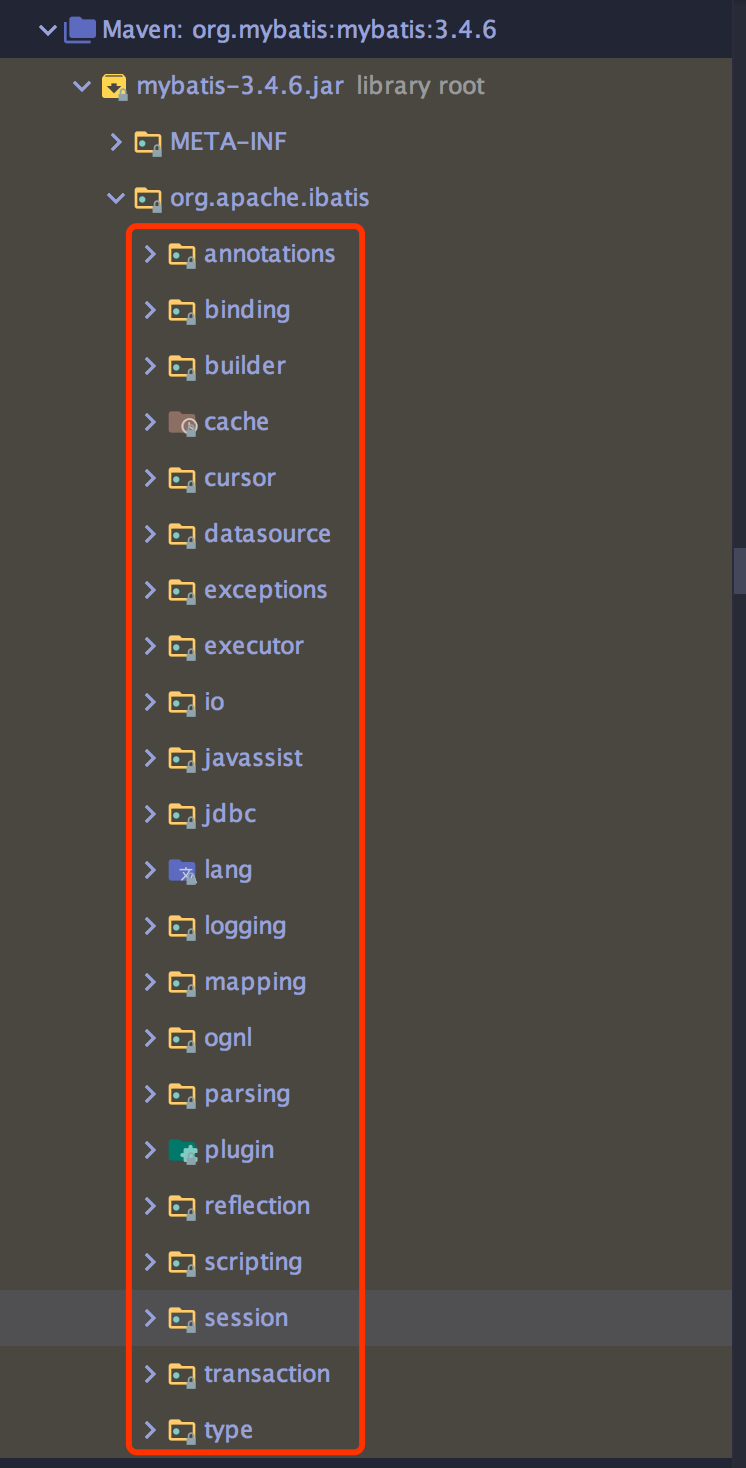 Maven: org.mybatis:mybatis:3.4.6
mybatis-3.4.6.jar library root
META-INF
org.apache.ibatis
annotations
binding
builder
cache
cursor
datasource
exceptions
executor
io
javassist
jdbc
lang
logging
mapping
ognl
parsing
plugin
reflection
scripting
session
transaction
type